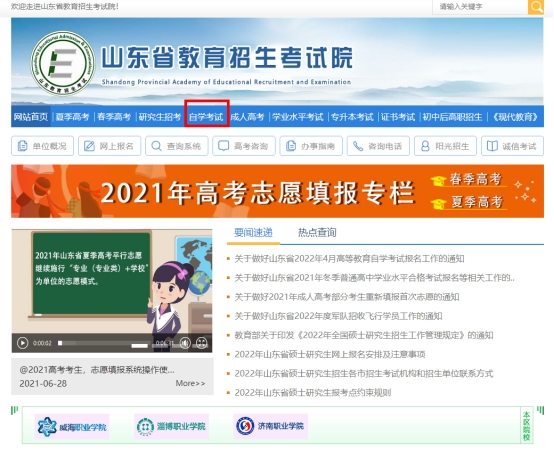 欢迎走进山东省教育招生考试院!
请输入关键字
山东省教育招生考试院
Shandong Provincial Academy of Educational Recruitment and Examination
网站首页 夏季高考 春季高考 研究生招考 自学考试 成人高考 学业水平考试 专升本考试 证书考试 初中后高职招生 《现代教育》
单位概况 网上报名 查询系统 高考咨询 办事指南 咨询电话 阳光招生 诚信考试
2021年高考志愿填报专栏
春季高考
夏季高考
2021年山东省夏季高考平行志愿
继续施行“专业(专业类)+学校”
为单位的志愿模式。
0:00:02
@2021高考考生,志愿填报系统操作使...
2021-06-28 More>>
要闻速递 热点查询
关于做好山东省2022年4月高等教育自学考试报名工作的通知
关于做好山东省2021年冬季普通高中学业水平合格考试报名等相关工作的..
关于做好2021年成人高考部分考生重新填报首次志愿的通知
关于做好山东省2022年度军队招收飞行学员工作的通知
教育部关于印发《2022年全国硕士研究生招生工作管理规定》的通知
2022年山东省硕士研究生网上报名安排及注意事项
2022年山东省硕士研究生招生各市招生考试机构和招生单位联系方式
2022年山东省硕士研究生报考点约束规则
威海职业学院 淄博职业学院 济南职业学院
本区院校